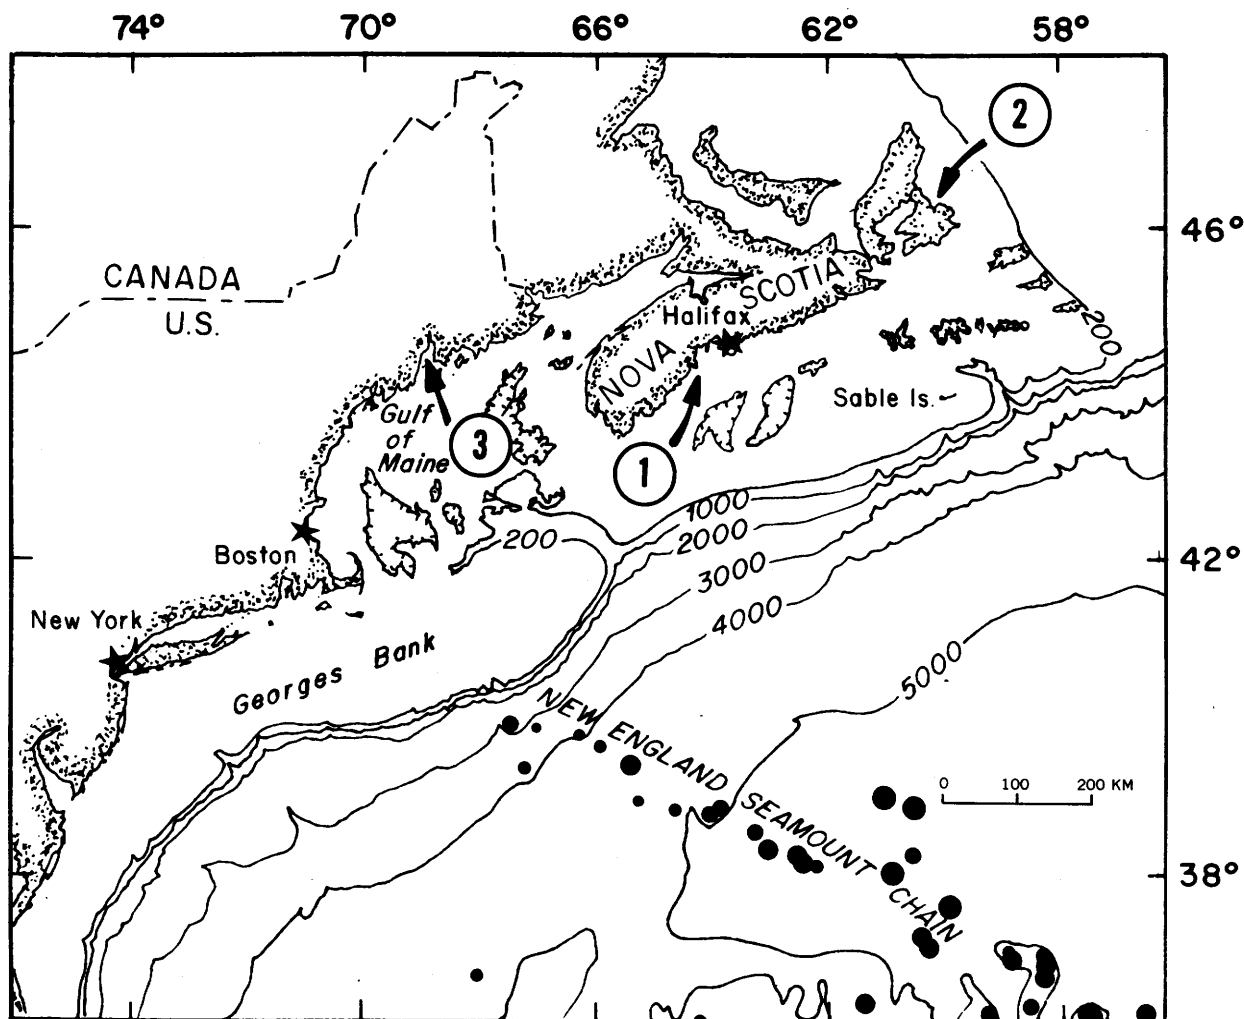 74° 70° 66° 62° 58°
2
46°
CANADA
U.S.
NOVA SCOTIA
Halifax
200
Sable Is.
Gulf
of
Maine
3
1
1000
2000
3000
4000
5000
200
42°
Boston
New York
Georges Bank
NEW ENGLAND SEAMOUNT CHAIN
0 100 200 KM
38°